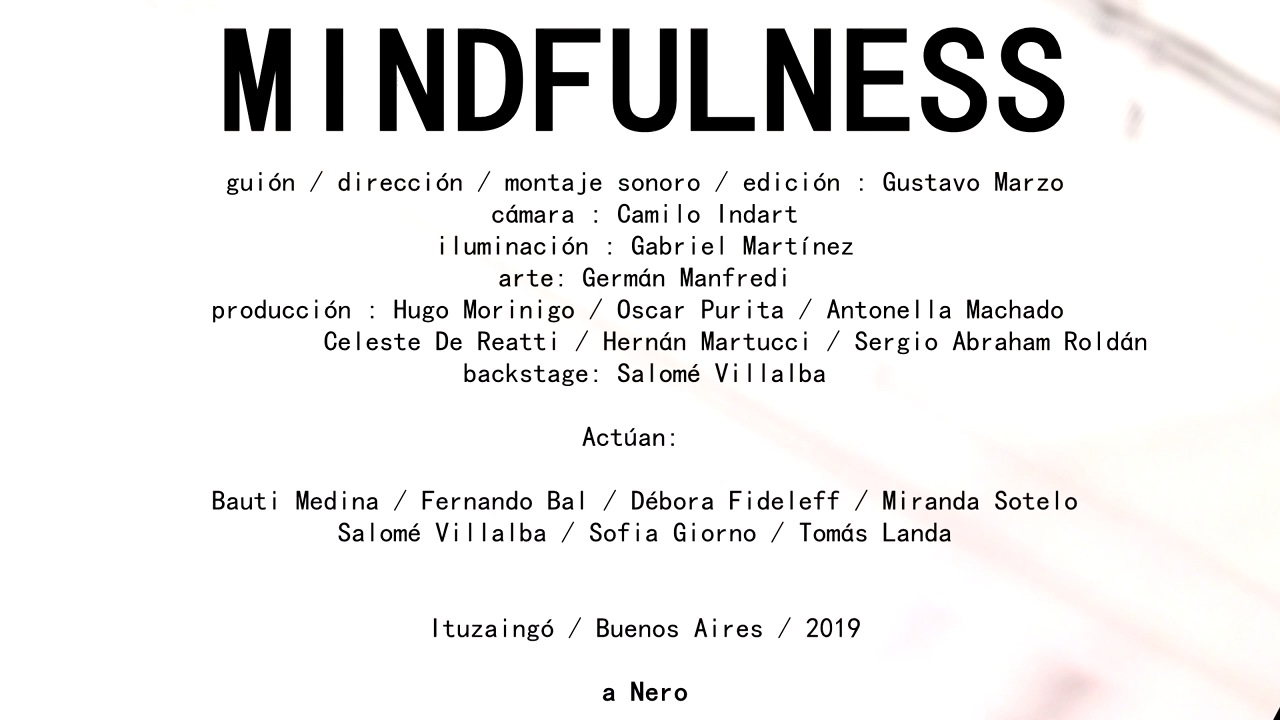 MINDFULNESS
guión / dirección / montaje sonoro / edición : Gustavo Marzo
cámara : Camilo Indart
iluminación : Gabriel Martínez
arte: Germán Manfredi
producción : Hugo Morinigo / Oscar Purita / Antonella Machado
Celeste De Reatti / Hernán Martucci / Sergio Abraham Roldán
backstage: Salomé Villalba
Actúan:
Bauti Medina / Fernando Bal / Débora Fideleff / Miranda Sotelo
Salomé Villalba / Sofia Giorno / Tomás Landa
Ituzaingó / Buenos Aires / 2019
a Nero